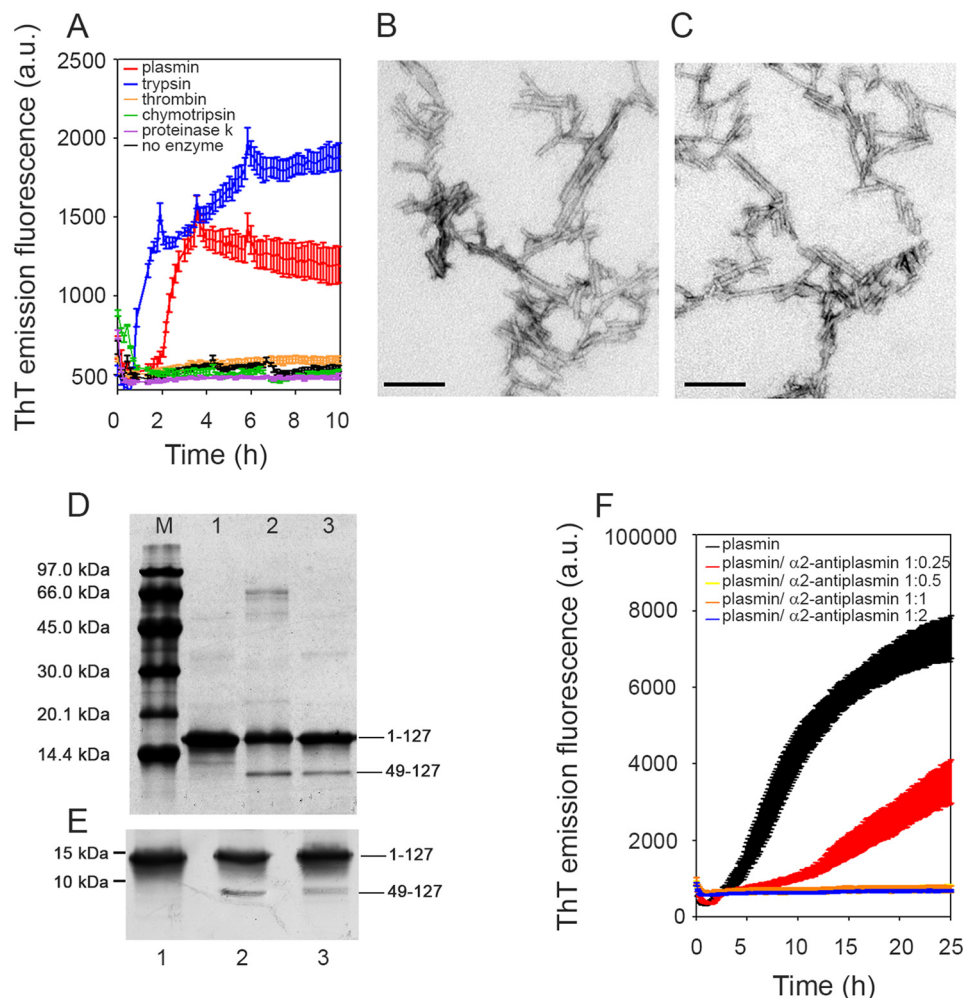 A
ThT emission fluorescence (a.u.)
2500
2000
1500
1000
500
plasmin
trypsin
thrombin
chymotripsin
proteinase k
no enzyme
0
2
4
6
8
10
Time (h)
B
C
D
M
1
2
3
97.0 kDa
66.0 kDa
45.0 kDa
30.0 kDa
20.1 kDa
14.4 kDa
1-127
49-127
E
15 kDa
10 kDa
1-127
49-127
1
2
3
F
ThT emission fluorescence (a.u.)
100000
8000
6000
4000
2000
0
plasmin
plasmin/ α2-antiplasmin 1:0.25
plasmin/ α2-antiplasmin 1:0.5
plasmin/ α2-antiplasmin 1:1
plasmin/ α2-antiplasmin 1:2
0
5
10
15
20
25
Time (h)